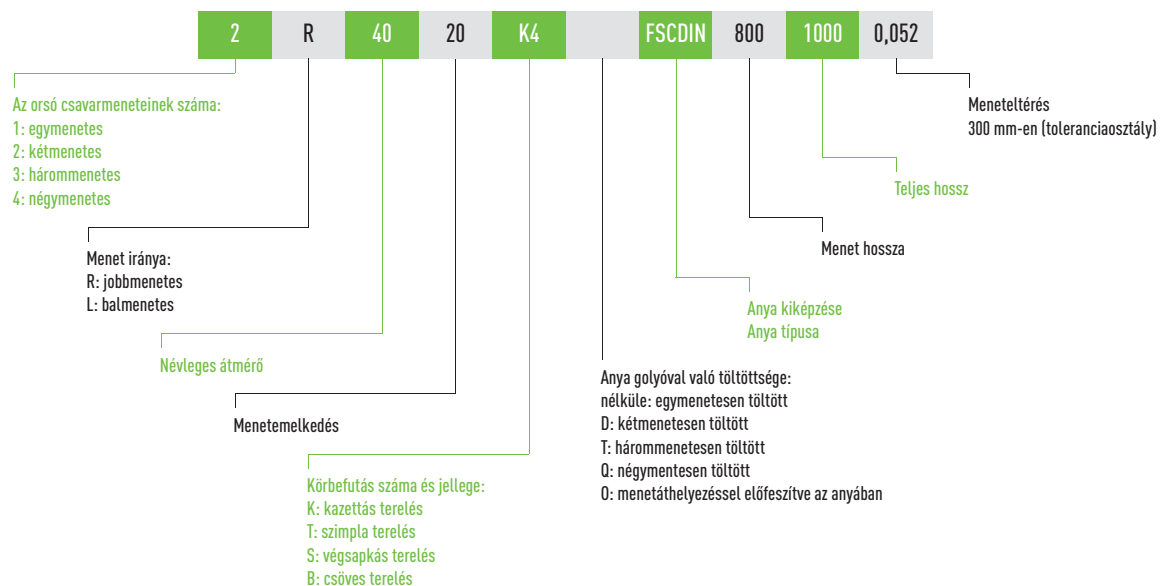 2 R 40 20 K4 FSCDIN 800 1000 0,052
Az orsó csavarmeneteinek száma:
1: egymenetes
2: kétmenetes
3: hárommenetes
4: négymenetes
Menet iránya:
R: jobbmenetes
L: balmenetes
Névleges átmérő
Menetemelkedés
Körbefutás száma és jellege:
K: kazettás terelés
T: szimpla terelés
S: végsapkás terelés
B: csöves terelés
Anya golyóval való töltöttsége:
nélküle: egymenetesen töltött
D: kétmenetesen töltött
T: hárommenetesen töltött
Q: négymentesen töltött
O: menetáthelyezéssel előfeszítve az anyában
Anya kiképzése
Anya típusa
Menet hossza
Teljes hossz
Meneteltérés
300 mm-en (toleranciaosztály)